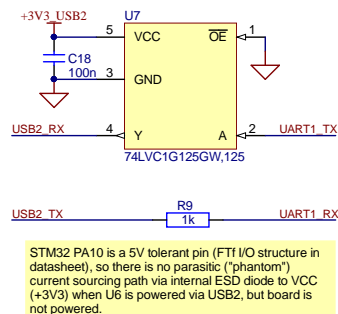 +3V3_USB2
U7
5
VCC
OE
1
C18
100n
3
GND
USB2_RX
4
Y
A
2
UART1_TX
74LVC1G125GW,125
R9
USB2_TX
1k
UART1_RX
STM32 PA10 is a 5V tolerant pin (FTf I/O structure in
datasheet), so there is no parasitic ("phantom")
current sourcing path via internal ESD diode to VCC
(+3V3) when U6 is powered via USB2, but board is
not powered.